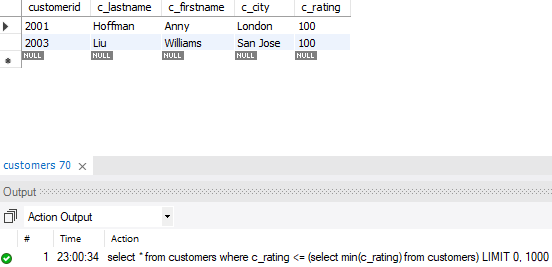 customerid c_lastname c_firstname c_city c_rating
2001 Hoffman Anny London 100
2003 Liu Williams San Jose 100
NULL NULL NULL NULL NULL
customers 70 ×
Output
Action Output
# Time Action
1 23:00:34 select * from customers where c_rating <= (select min(c_rating) from customers) LIMIT 0, 1000